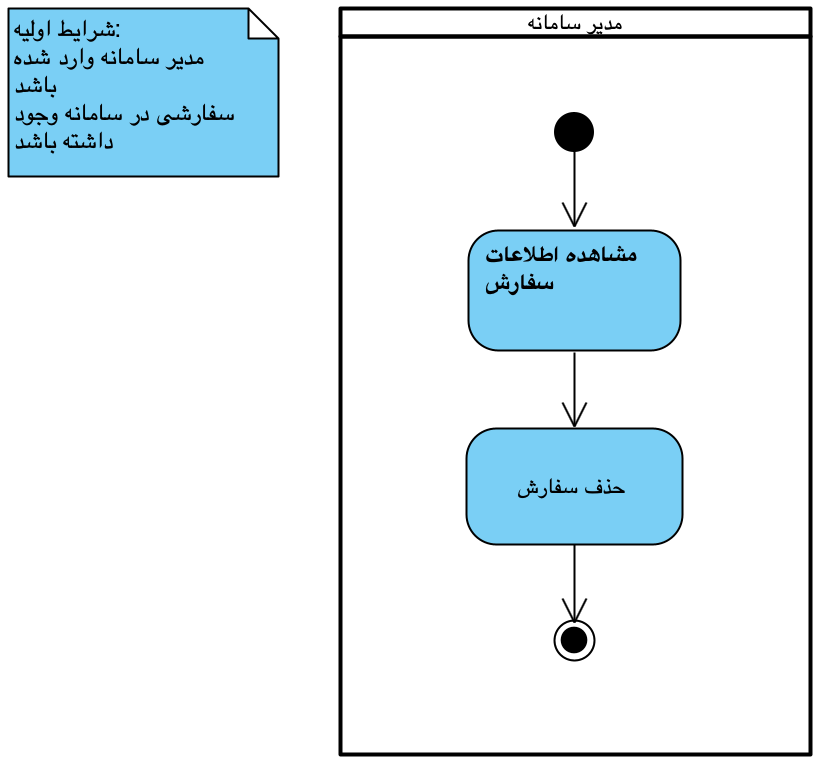 شرایط اولیه:
مدیر سامانه وارد شده
باشد
سفارشی در سامانه وجود
داشته باشد
مدیر سامانه
مشاهده اطلاعات
سفارش
حذف سفارش